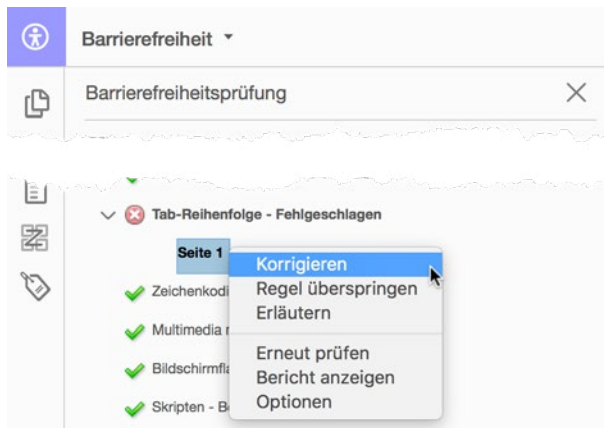 Barrierefreiheit
Barrierefreiheitsprüfung
Tab-Reihenfolge - Fehlgeschlagen
Seite 1
Korrigieren
Regel überspringen
Erläutern
Erneut prüfen
Bericht anzeigen
Optionen
Zeichenkodi
Multimedia
Bildschirmfla
Skripten - B